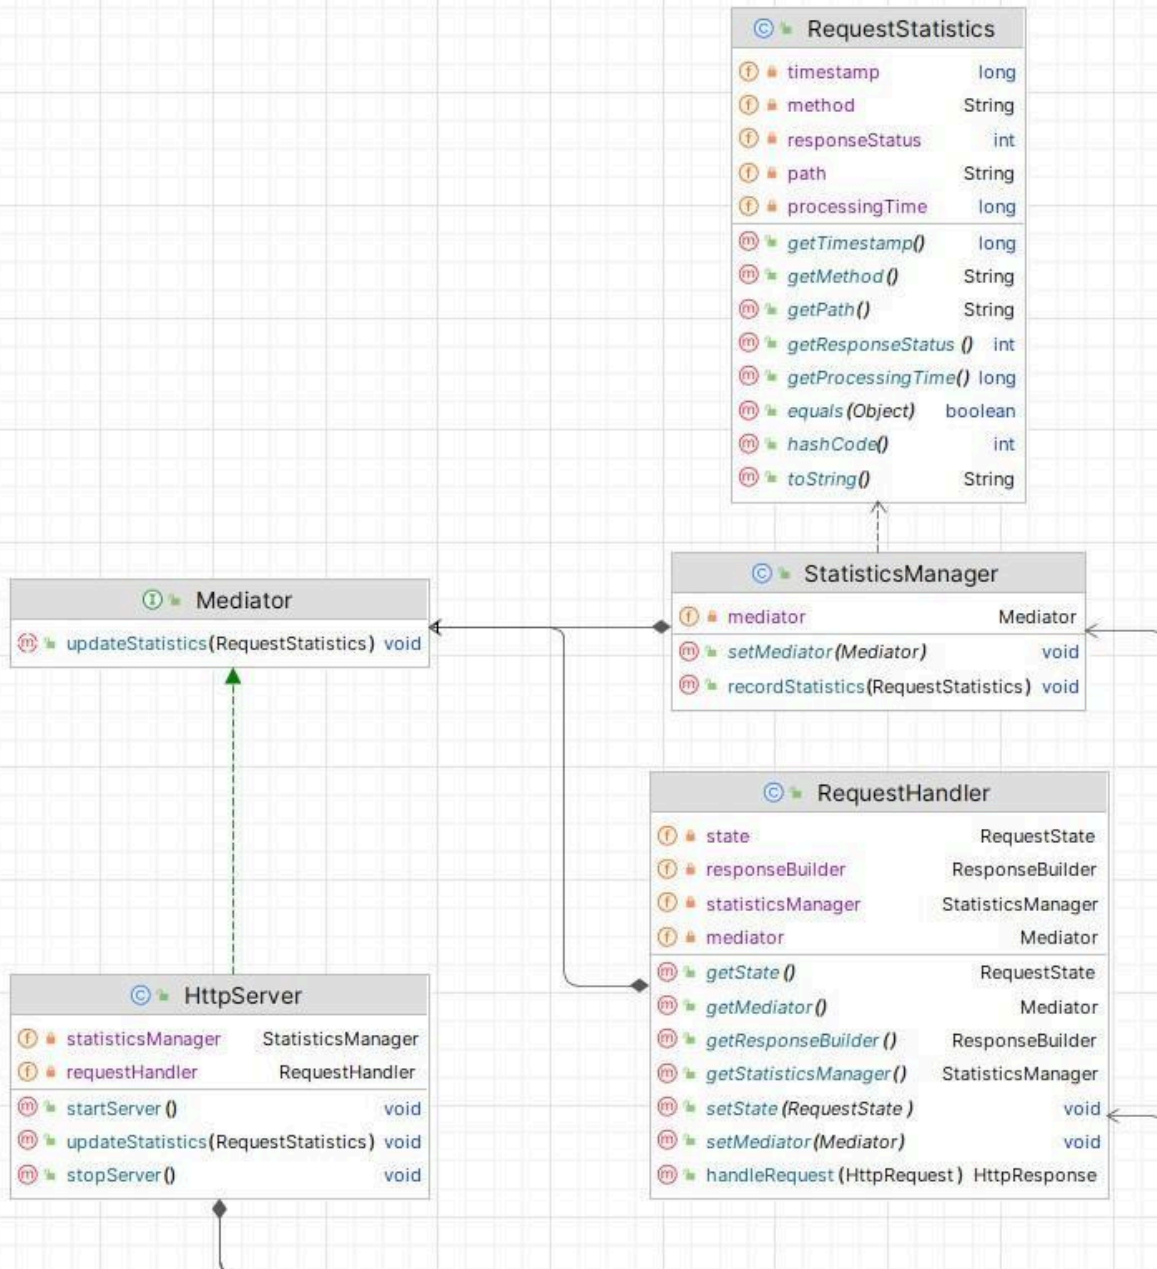 RequestStatistics
timestamp long
method String
responseStatus int
path String
processingTime long
getTimestamp() long
getMethod() String
getPath() String
getResponseStatus () int
getProcessingTime() long
equals(Object) boolean
hashCode() int
toString() String
StatisticsManager
mediator Mediator
setMediator(Mediator) void
recordStatistics(RequestStatistics) void
Mediator
updateStatistics(RequestStatistics) void
RequestHandler
state RequestState
responseBuilder ResponseBuilder
statisticsManager StatisticsManager
mediator Mediator
getState () RequestState
getMediator() Mediator
getResponseBuilder () ResponseBuilder
getStatisticsManager() StatisticsManager
setState (RequestState ) void
setMediator(Mediator) void
handleRequest (HttpRequest ) HttpResponse
HttpServer
statisticsManager StatisticsManager
requestHandler RequestHandler
startServer () void
updateStatistics(RequestStatistics) void
stopServer() void